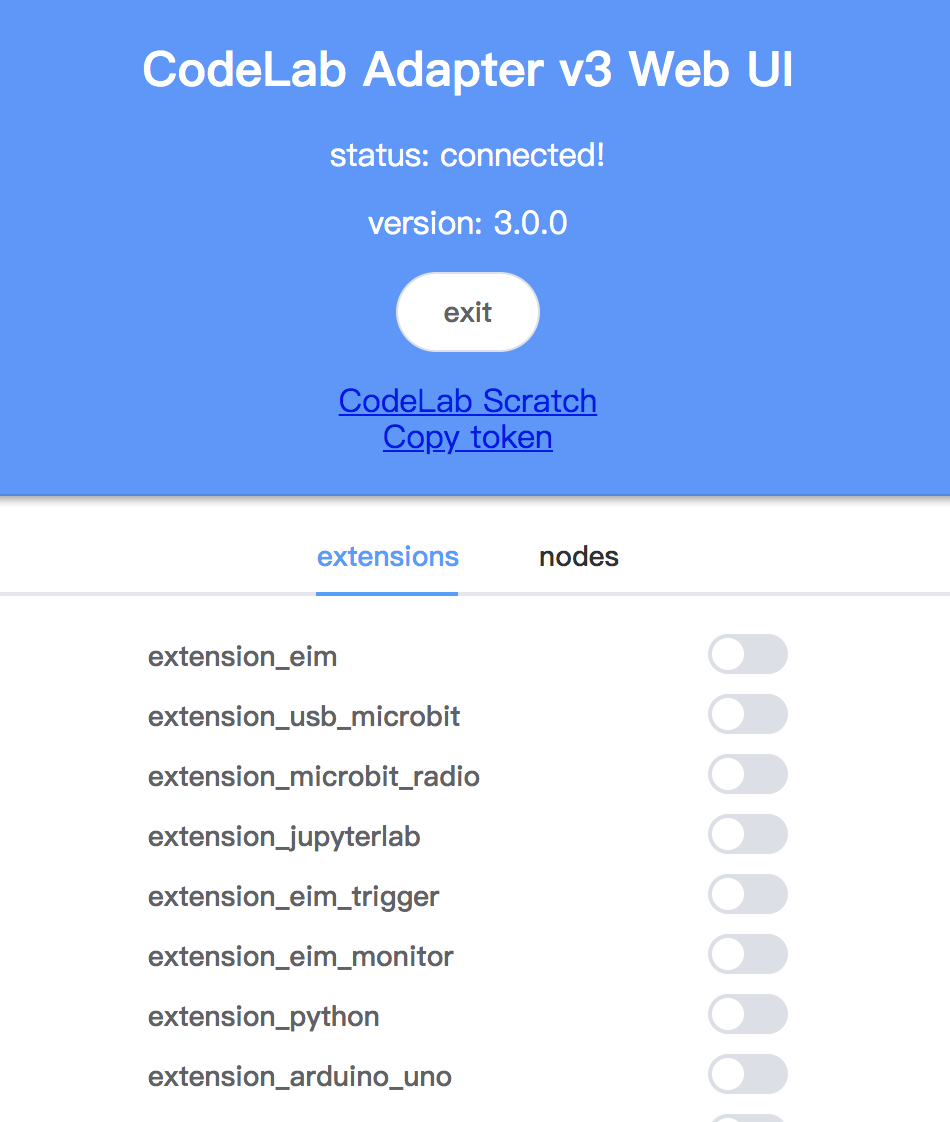 CodeLab Adapter v3 Web UI
status: connected!
version: 3.0.0
exit
CodeLab Scratch
Copy token
extensions nodes
extension_eim
extension_usb_microbit
extension_microbit_radio
extension_jupyterlab
extension_eim_trigger
extension_eim_monitor
extension_python
extension_arduino_uno